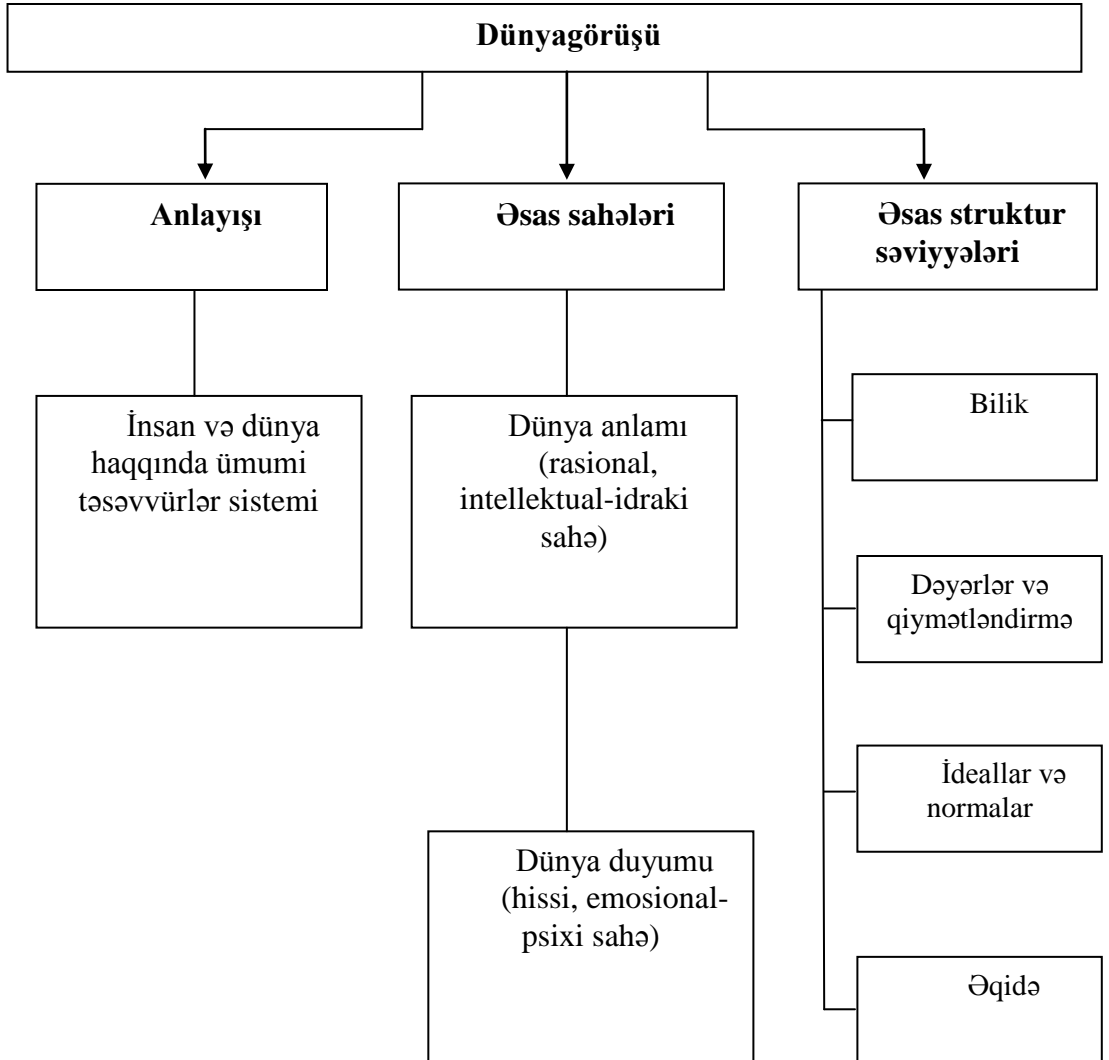 Dünyagörüşü
Anlayışı
Əsas sahələri
Əsas struktur
səviyyələri
İnsan və dünya
haqqında ümumi
təsəvvürlər sistemi
Dünya anlamı
(rasional,
intellektual-idraki
sahə)
Dünya duyumu
(hissi, emosional-
psixi sahə)
Bilik
Dəyərlər və
qiymətləndirmə
İdeallar və
normalar
Əqidə